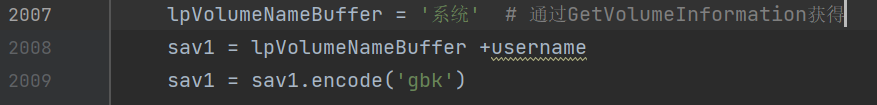 2007 lpVolumeNameBuffer = '系统' # 通过GetVolumeInformation获得
2008 sav1 = lpVolumeNameBuffer +username
2009 sav1 = sav1.encode('gbk')